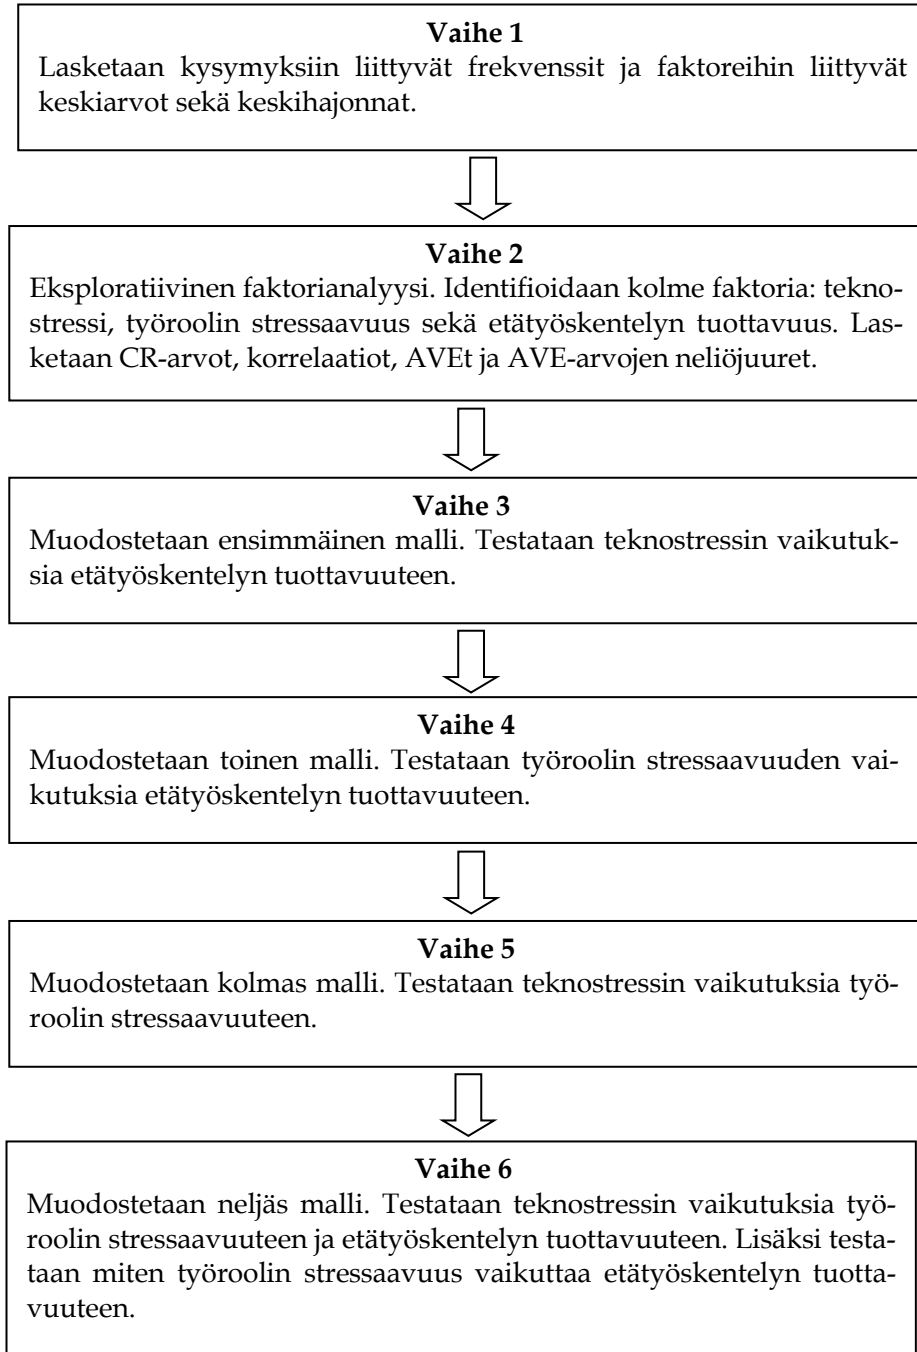 Vaihe 1
Lasketaan kysymyksiin liittyvät frekvenssit ja faktoreihin liittyvät
keskiarvot sekä keskihajonnat.
Vaihe 2
Eksploratiivinen faktorianalyysi. Identifioidaan kolme faktoria: tekno-
stressi, työroolin stressaavuus sekä etätyöskentelyn tuottavuus. Las-
ketaan CR-arvot, korrelaatiot, AVEt ja AVE-arvojen neliöjuuret.
Vaihe 3
Muodostetaan ensimmäinen malli. Testataan teknostressin vaikutuk-
sia etätyöskentelyn tuottavuuteen.
Vaihe 4
Muodostetaan toinen malli. Testataan työroolin stressaavuuden vai-
kutuksia etätyöskentelyn tuottavuuteen.
Vaihe 5
Muodostetaan kolmas malli. Testataan teknostressin vaikutuksia työ-
roolin stressaavuuteen.
Vaihe 6
Muodostetaan neljäs malli. Testataan teknostressin vaikutuksia työ-
roolin stressaavuuteen ja etätyöskentelyn tuottavuuteen. Lisäksi testa-
taan miten työroolin stressaavuus vaikuttaa etätyöskentelyn tuotta-
vuuteen.